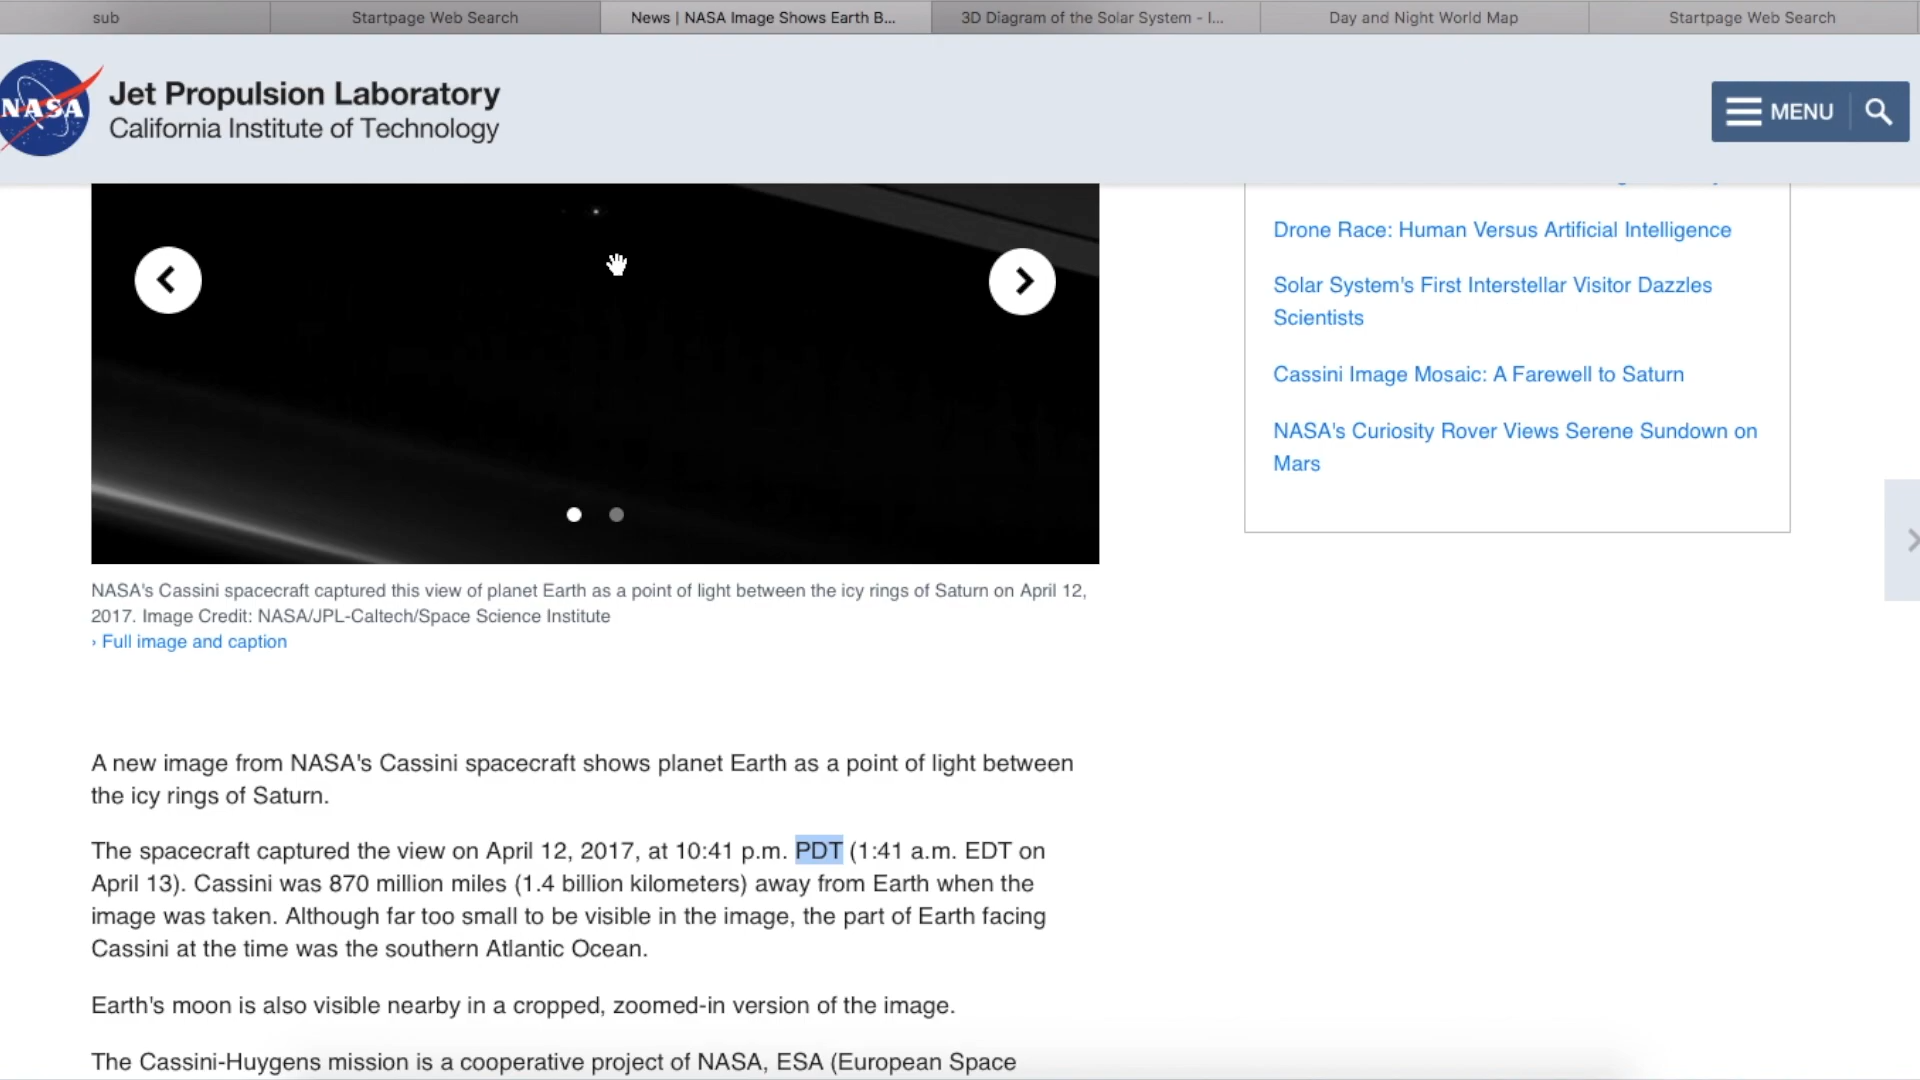 sub
Startpage Web Search
News | NASA Image Shows Earth B...
3D Diagram of the Solar System - I...
Day and Night World Map
Startpage Web Search
NASA
Jet Propulsion Laboratory
California Institute of Technology
MENU
Drone Race: Human Versus Artificial Intelligence
Solar System's First Interstellar Visitor Dazzles
Scientists
Cassini Image Mosaic: A Farewell to Saturn
NASA's Curiosity Rover Views Serene Sundown on
Mars
NASA's Cassini spacecraft captured this view of planet Earth as a point of light between the icy rings of Saturn on April 12,
2017. Image Credit: NASA/JPL-Caltech/Space Science Institute
› Full image and caption
A new image from NASA's Cassini spacecraft shows planet Earth as a point of light between
the icy rings of Saturn.
The spacecraft captured the view on April 12, 2017, at 10:41 p.m. PDT (1:41 a.m. EDT on
April 13). Cassini was 870 million miles (1.4 billion kilometers) away from Earth when the
image was taken. Although far too small to be visible in the image, the part of Earth facing
Cassini at the time was the southern Atlantic Ocean.
Earth's moon is also visible nearby in a cropped, zoomed-in version of the image.
The Cassini-Huygens mission is a cooperative project of NASA, ESA (European Space